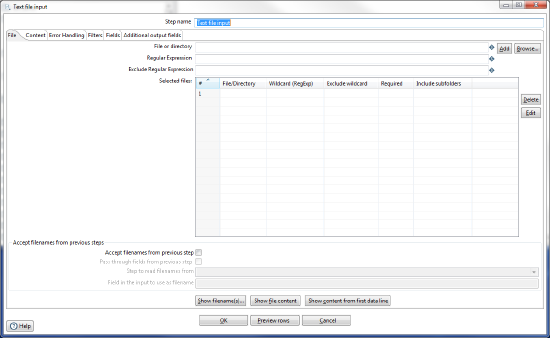 Text file input
Step name Text file input
File Content Error Handling Filters Fields Additional output fields
File or directory Add Browse...
Regular Expression
Exclude Regular Expression
Selected files: # File/Directory Wildcard (RegExp) Exclude wildcard Required Include subfolders
1
Delete
Edit
Accept filenames from previous steps
Accept filenames from previous step
Pass-through fields from previous step
Step to read filenames from
Field in the input to use as filename
Show filename(s)... Show file content Show content from first data line
OK Preview rows Cancel
Help